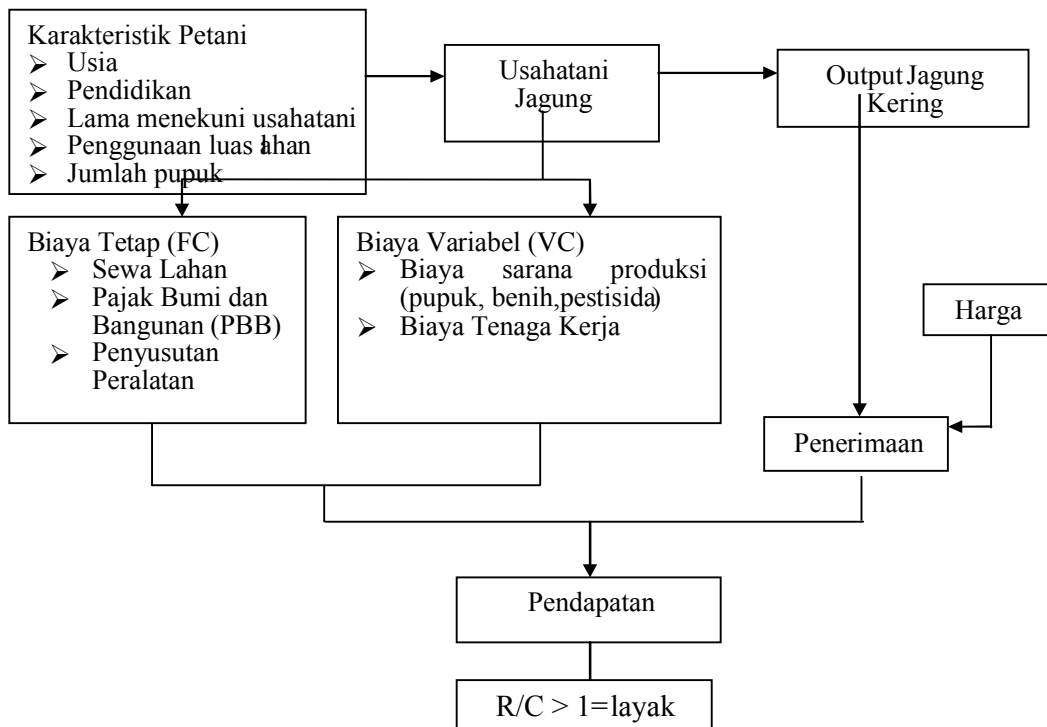 Karakteristik Petani
➢ Usia
➢ Pendidikan
➢ Lama menekuni usahatani
➢ Penggunaan luas lahan
➢ Jumlah pupuk
Usahatani
Jagung
Output Jagung
Kering
Biaya Tetap (FC)
➢ Sewa Lahan
➢ Pajak Bumi dan
Bangunan (PBB)
➢ Penyusutan
Peralatan
Biaya Variabel (VC)
➢ Biaya sarana produksi
(pupuk, benih,pestisida)
➢ Biaya Tenaga Kerja
Harga
Penerimaan
Pendapatan
R/C > 1=layak